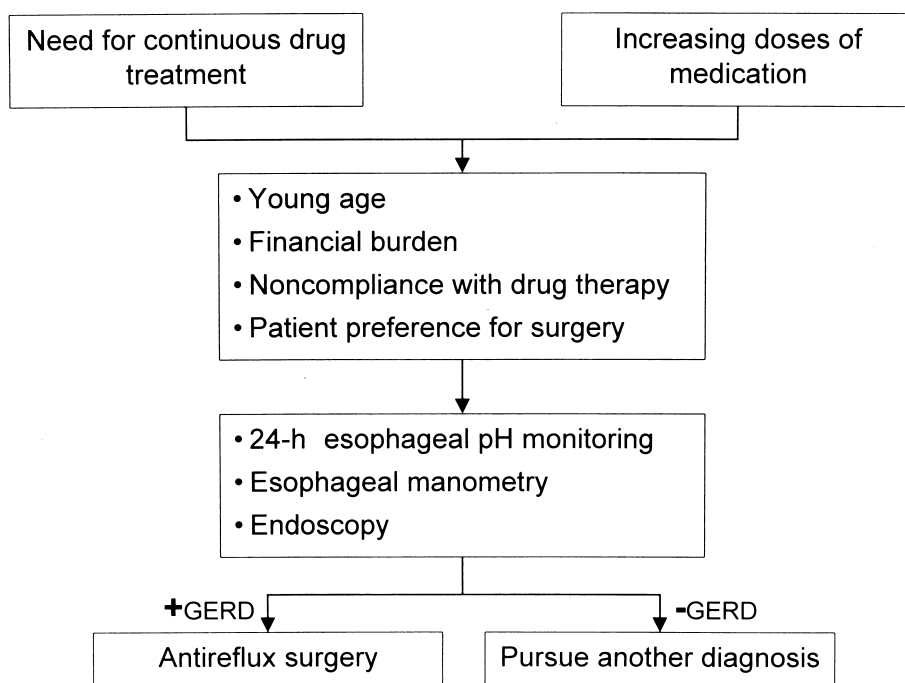 Need for continuous drug
treatment
Increasing doses of
medication
• Young age
• Financial burden
• Noncompliance with drug therapy
• Patient preference for surgery
• 24-h esophageal pH monitoring
• Esophageal manometry
• Endoscopy
+GERD
-GERD
Antireflux surgery
Pursue another diagnosis